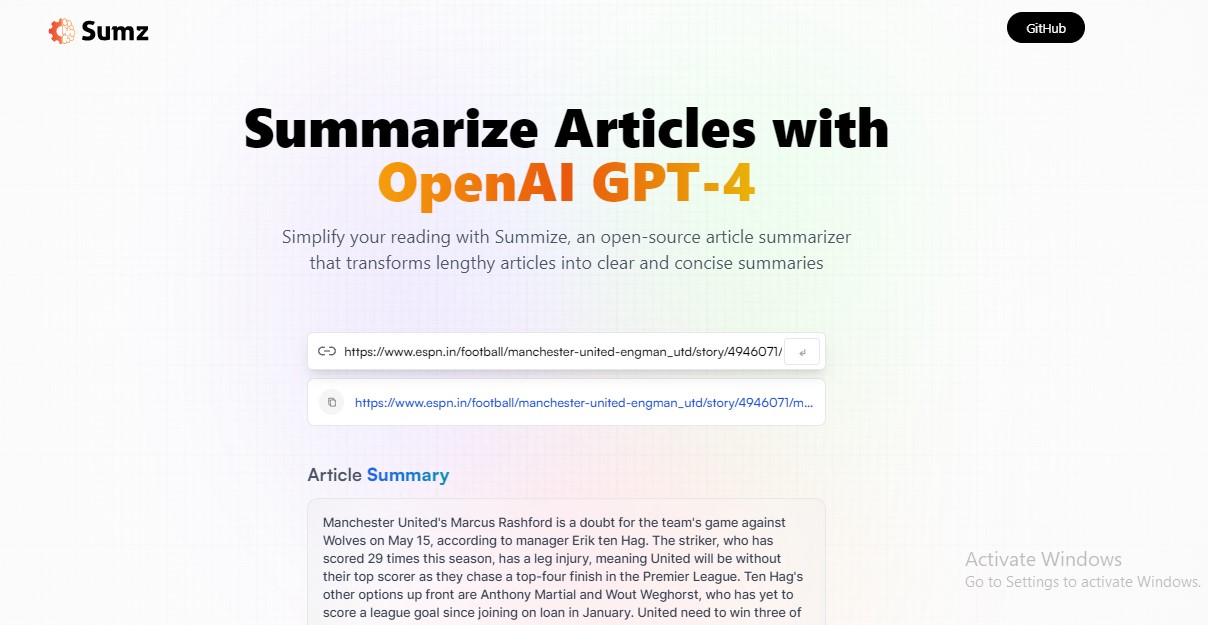 Sumz
GitHub
Summarize Articles with
OpenAI GPT-4
Simplify your reading with Summize, an open-source article summarizer
that transforms lengthy articles into clear and concise summaries
https://www.espn.in/football/manchester-united-engman_utd/story/4946071/
https://www.espn.in/football/manchester-united-engman_utd/story/4946071/m...
Article Summary
Manchester United's Marcus Rashford is a doubt for the team's game against
Wolves on May 15, according to manager Erik ten Hag. The striker, who has
scored 29 times this season, has a leg injury, meaning United will be without
their top scorer as they chase a top-four finish in the Premier League. Ten Hag's
other options up front are Anthony Martial and Wout Weghorst, who has yet to
score a league goal since joining on loan in January. United need to win three of
Activate Windows
Go to Settings to activate Windows.